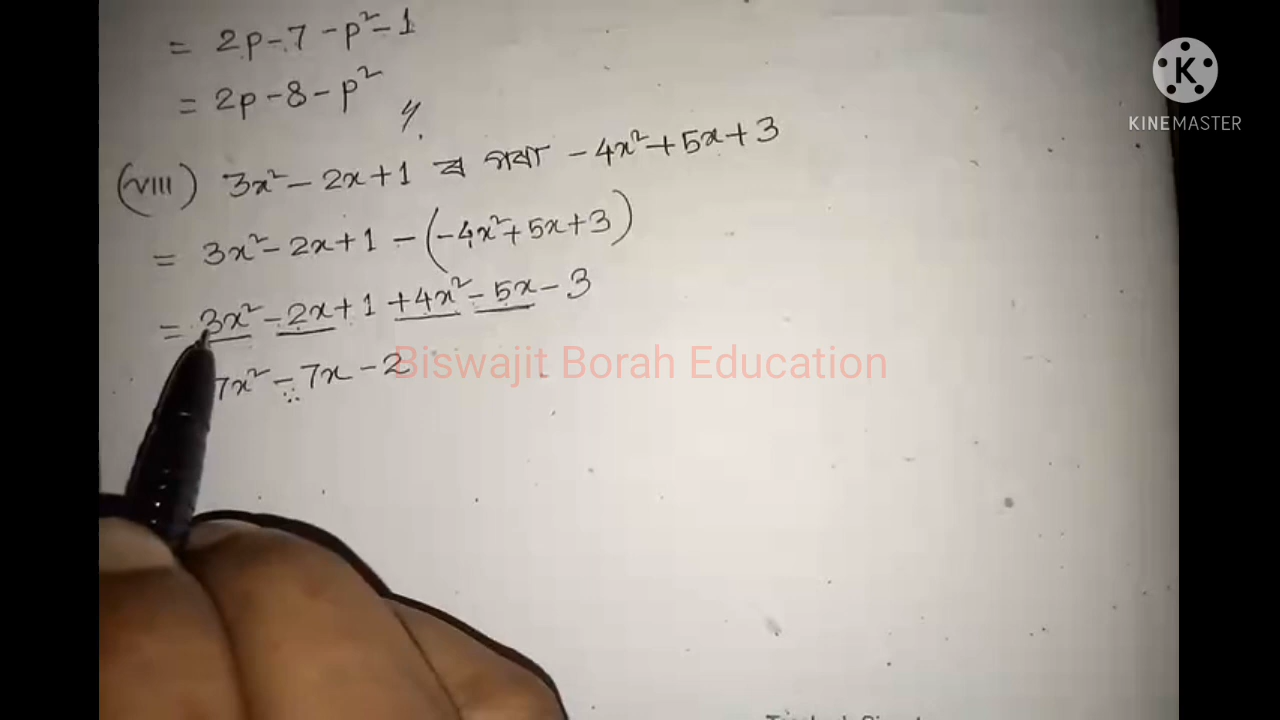 = 2p-7-p²-1
= 2p-8-p²
KINEMASTER
(VIII) 3x²-2x+1 ৰ পৰা -4x²+5x+3
= 3x²-2x+1-(-4x²+5x+3)
= 3x²-2x+1+4x²-5x-3
7x²-7x-2
Biswajit Borah Education